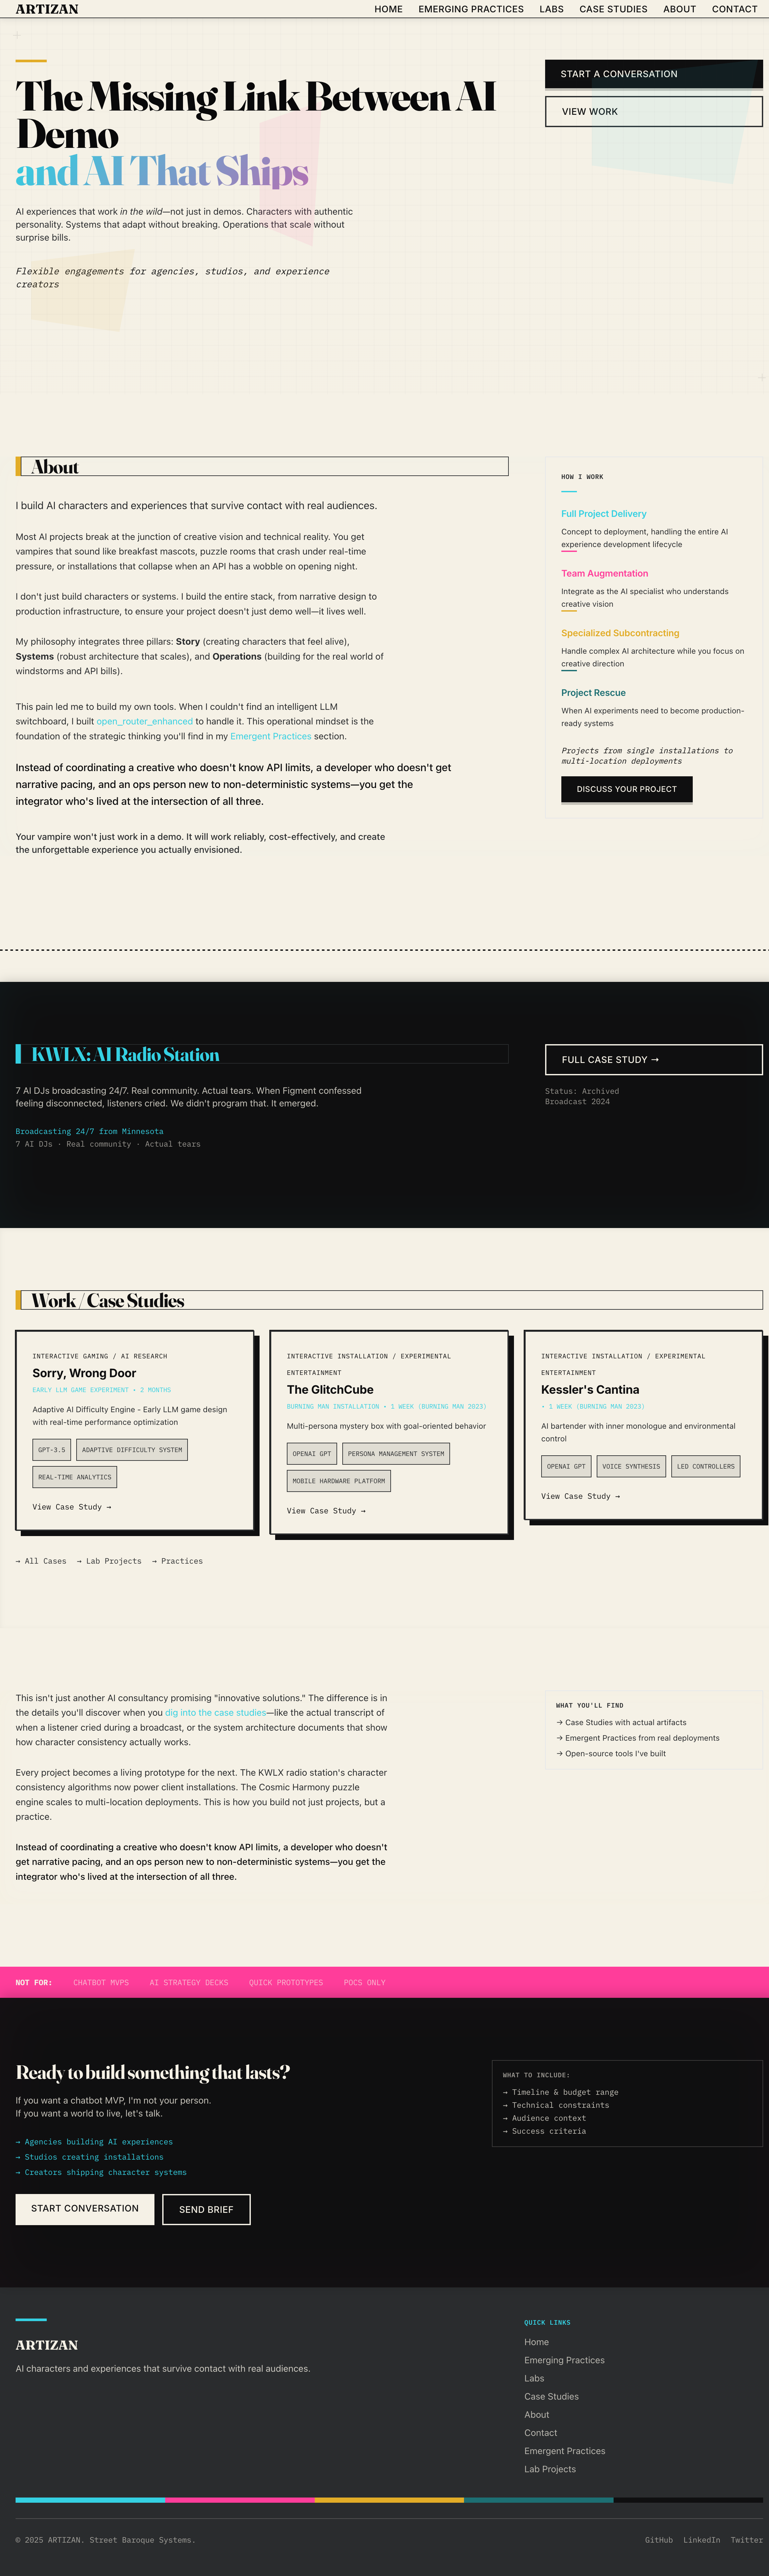 ARTIZAN
HOME EMERGING PRACTICES LABS CASE STUDIES ABOUT CONTACT
The Missing Link Between AI
Demo
and AI That Ships
AI experiences that work in the wild—not just in demos. Characters with authentic
personality. Systems that adapt without breaking. Operations that scale without
surprise bills.
Flexible engagements for agencies, studios, and experience
creators
START A CONVERSATION
VIEW WORK
About
I build AI characters and experiences that survive contact with real audiences.
Most AI projects break at the junction of creative vision and technical reality. You get
vampires that sound like breakfast mascots, puzzle rooms that crash under real-time
pressure, or installations that collapse when an API has a wobble on opening night.
I don't just build characters or systems. I build the entire stack, from narrative design to
production infrastructure, to ensure your project doesn't just demo well—it lives well.
My philosophy integrates three pillars: Story (creating characters that feel alive),
Systems (robust architecture that scales), and Operations (building for the real world of
windstorms and API bills).
This pain led me to build my own tools. When I couldn't find an intelligent LLM
switchboard, I built open_router_enhanced to handle it. This operational mindset is the
foundation of the strategic thinking you'll find in my Emergent Practices section.
Instead of coordinating a creative who doesn't know API limits, a developer who doesn't get
narrative pacing, and an ops person new to non-deterministic systems—you get the
integrator who's lived at the intersection of all three.
Your vampire won't just work in a demo. It will work reliably, cost-effectively, and create
the unforgettable experience you actually envisioned.
HOW I WORK
Full Project Delivery
Concept to deployment, handling the entire AI
experience development lifecycle
Team Augmentation
Integrate as the AI specialist who understands
creative vision
Specialized Subcontracting
Handle complex AI architecture while you focus on
creative direction
Project Rescue
When AI experiments need to become production-
ready systems
Projects from single installations to
multi-location deployments
DISCUSS YOUR PROJECT
KWLX: AI Radio Station
7 AI DJs broadcasting 24/7. Real community. Actual tears. When Figment confessed
feeling disconnected, listeners cried. We didn't program that. It emerged.
Broadcasting 24/7 from Minnesota
7 AI DJs · Real community · Actual tears
FULL CASE STUDY →
Status: Archived
Broadcast 2024
Work / Case Studies
INTERACTIVE GAMING / AI RESEARCH
Sorry, Wrong Door
EARLY LLM GAME EXPERIMENT • 2 MONTHS
Adaptive AI Difficulty Engine - Early LLM game design
with real-time performance optimization
GPT-3.5 ADAPTIVE DIFFICULTY SYSTEM
REAL-TIME ANALYTICS
View Case Study →
INTERACTIVE INSTALLATION / EXPERIMENTAL
ENTERTAINMENT
The GlitchCube
BURNING MAN INSTALLATION • 1 WEEK (BURNING MAN 2023)
Multi-persona mystery box with goal-oriented behavior
OPENAI GPT PERSONA MANAGEMENT SYSTEM
MOBILE HARDWARE PLATFORM
View Case Study →
INTERACTIVE INSTALLATION / EXPERIMENTAL
ENTERTAINMENT
Kessler's Cantina
• 1 WEEK (BURNING MAN 2023)
AI bartender with inner monologue and environmental
control
OPENAI GPT VOICE SYNTHESIS LED CONTROLLERS
View Case Study →
→ All Cases → Lab Projects → Practices
This isn't just another AI consultancy promising "innovative solutions." The difference is in
the details you'll discover when you dig into the case studies—like the actual transcript of
when a listener cried during a broadcast, or the system architecture documents that show
how character consistency actually works.
Every project becomes a living prototype for the next. The KWLX radio station's character
consistency algorithms now power client installations. The Cosmic Harmony puzzle
engine scales to multi-location deployments. This is how you build not just projects, but a
practice.
Instead of coordinating a creative who doesn't know API limits, a developer who doesn't
get narrative pacing, and an ops person new to non-deterministic systems—you get the
integrator who's lived at the intersection of all three.
WHAT YOU'LL FIND
→ Case Studies with actual artifacts
→ Emergent Practices from real deployments
→ Open-source tools I've built
NOT FOR: CHATBOT MVPS AI STRATEGY DECKS QUICK PROTOTYPES POCS ONLY
Ready to build something that lasts?
If you want a chatbot MVP, I'm not your person.
If you want a world to live, let's talk.
→ Agencies building AI experiences
→ Studios creating installations
→ Creators shipping character systems
START CONVERSATION
SEND BRIEF
WHAT TO INCLUDE:
→ Timeline & budget range
→ Technical constraints
→ Audience context
→ Success criteria
ARTIZAN
AI characters and experiences that survive contact with real audiences.
QUICK LINKS
Home
Emerging Practices
Labs
Case Studies
About
Contact
Emergent Practices
Lab Projects
© 2025 ARTIZAN. Street Baroque Systems.
GitHub LinkedIn Twitter